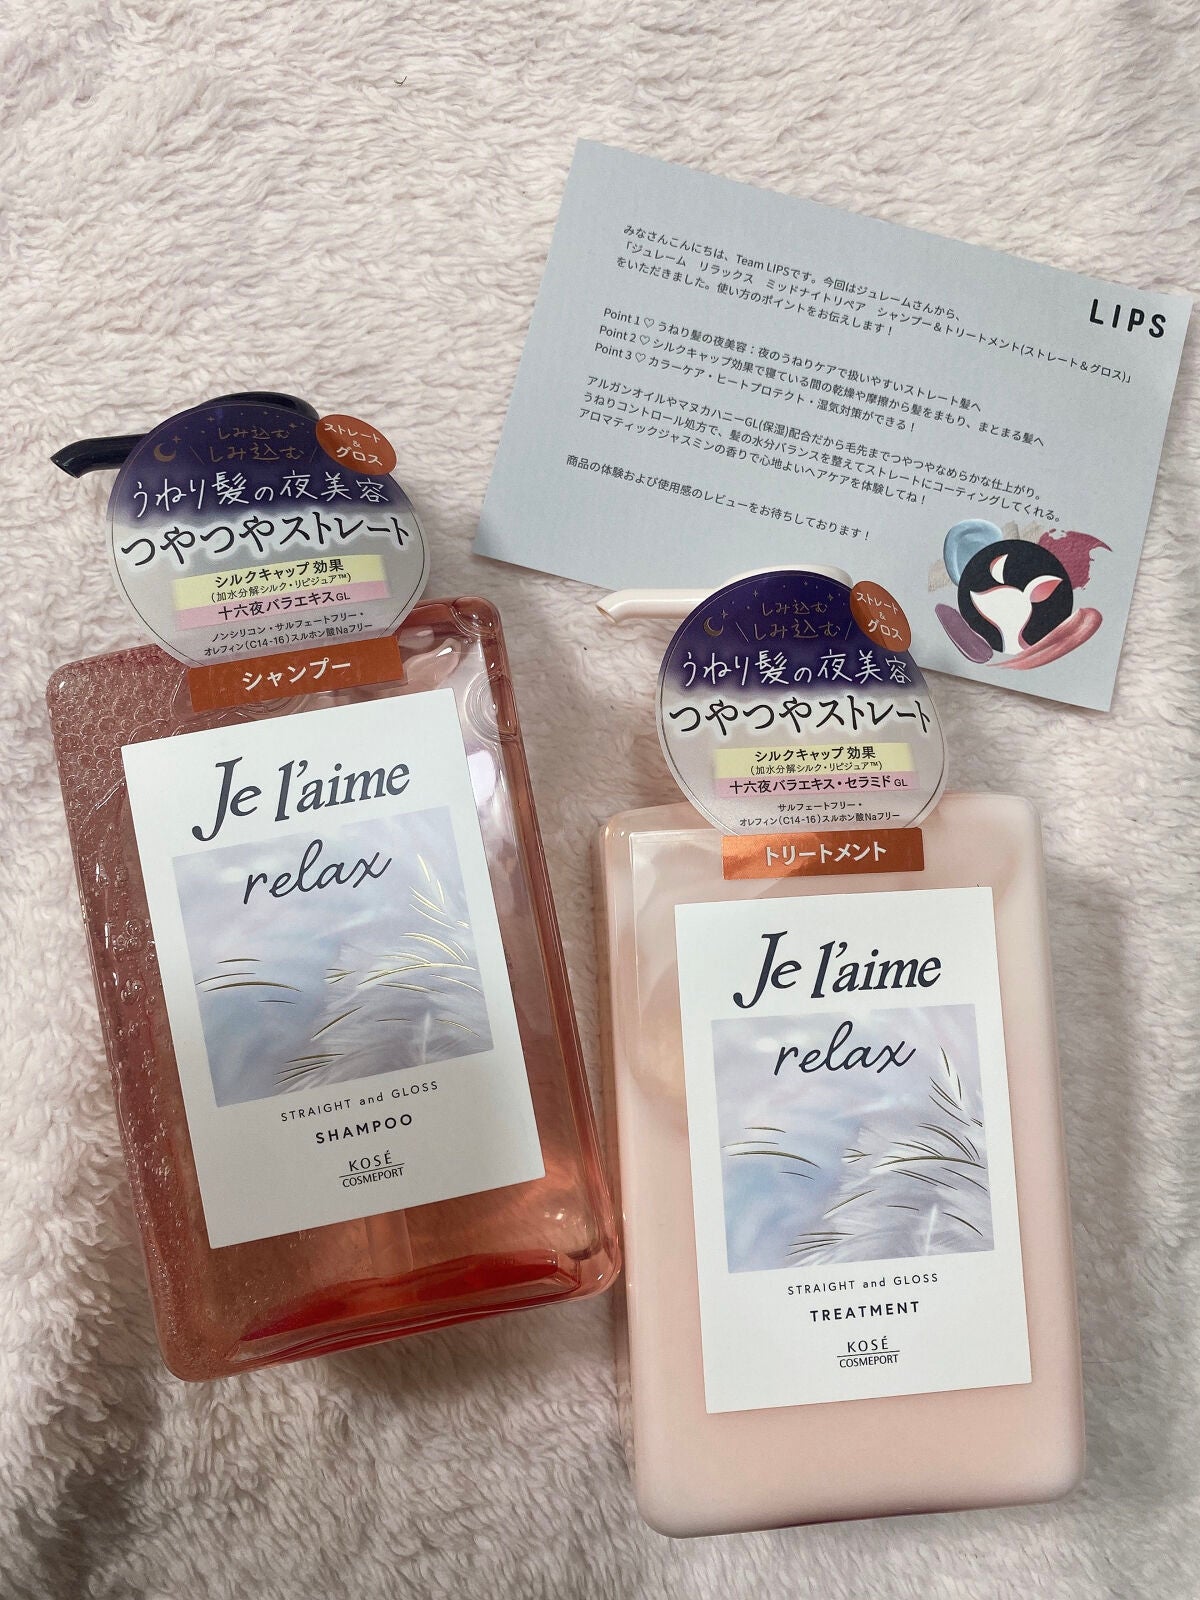 LIPS
みなさんこんにちは、Team LIPSです。今回はジュレームさんから、
「ジュレーム　リラックス　ミッドナイトリペア　シャンプー＆トリートメント(ストレート＆グロス)」
をいただきました。使い方のポイントをお伝えします！
Point 1 ♡ うねり髪の夜美容：夜のうねりケアで扱いやすいストレート髪へ
Point 2 ♡ シルクキャップ効果で寝ている間の乾燥や摩擦から髪をまもり、まとまる髪へ
Point 3 ♡ カラーケア・ヒートプロテクト・湿気対策ができる！
アルガンオイルやマヌカハニーGL(保湿)配合だから毛先までつやつやなめらかな仕上がり。
うねりコントロール処方で、髪の水分バランスを整えてストレートにコーティングしてくれる。
アロマティックジャスミンの香りで心地よいヘアケアを体験してね！
商品の体験および使用感のレビューをお待ちしております！
しみ込む
\しみ込む/
ストレート
&
グロス
うねり髪の夜美容
つやつやストレート
シルクキャップ効果
(加水分解シルク・リピジュア™)
十六夜バラエキスGL
ノンシリコン・サルフェートフリー・
オレフィン(C14-16)スルホン酸Naフリー
シャンプー
Je l'aime
relax
STRAIGHT and GLOSS
SHAMPOO
KOSÉ
COSMEPORT
しみ込む
\しみ込む/
ストレート
&
グロス
うねり髪の夜美容
つやつやストレート
シルクキャップ効果
(加水分解シルク・リピジュア™)
十六夜バラエキス・セラミドGL
サルフェートフリー・
オレフィン(C14-16)スルホン酸Naフリー
トリートメント
Je l'aime
relax
STRAIGHT and GLOSS
TREATMENT
KOSÉ
COSMEPORT